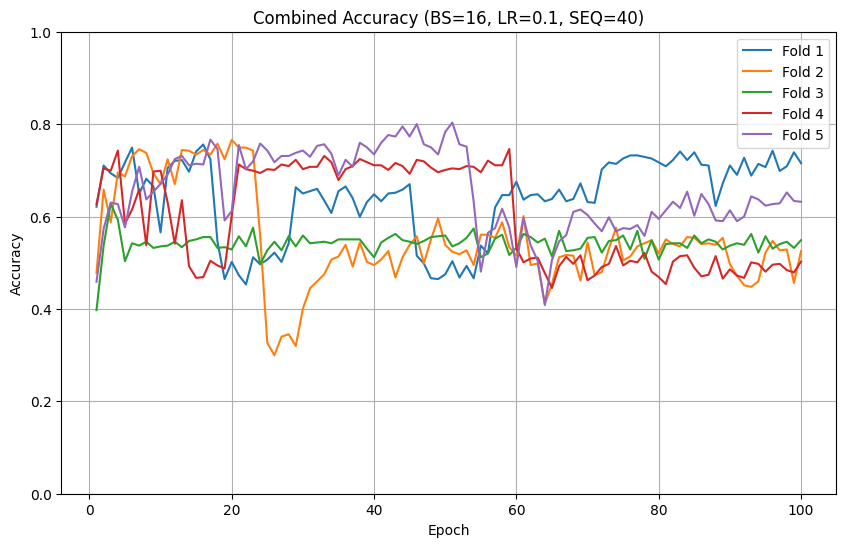 Combined Accuracy (BS=16, LR=0.1, SEQ=40)
Accuracy
1.0
0.8
0.6
0.4
0.2
0.0
Fold 1
Fold 2
Fold 3
Fold 4
Fold 5
0 20 40 60 80 100
Epoch